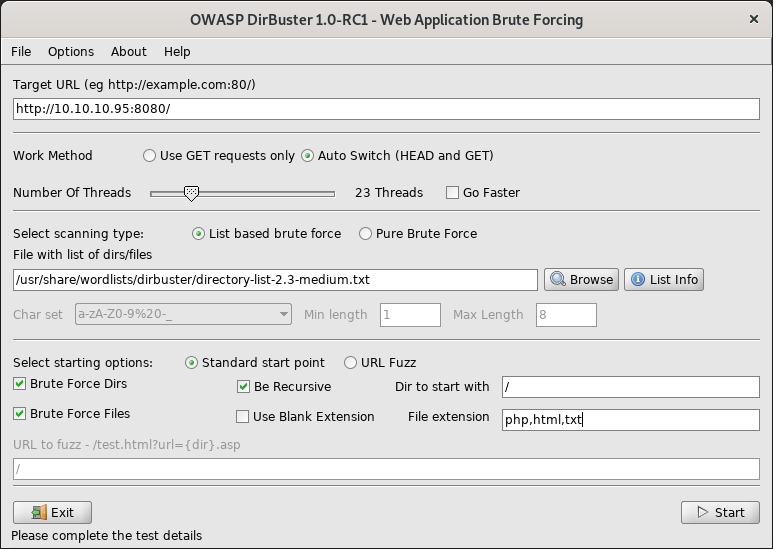 OWASP DirBuster 1.0-RC1 - Web Application Brute Forcing
File Options About Help
Target URL (eg http://example.com:80/)
http://10.10.10.95:8080/
Work Method Use GET requests only Auto Switch (HEAD and GET)
Number Of Threads 23 Threads Go Faster
Select scanning type: List based brute force Pure Brute Force
File with list of dirs/files
/usr/share/wordlists/dirbuster/directory-list-2.3-medium.txt Browse List Info
Char set a-zA-Z0-9%20-_ Min length 1 Max Length 8
Select starting options: Standard start point URL Fuzz
Brute Force Dirs Be Recursive Dir to start with /
Brute Force Files Use Blank Extension File extension php,html,txt
URL to fuzz - /test.html?url={dir}.asp
/
Exit Start
Please complete the test details